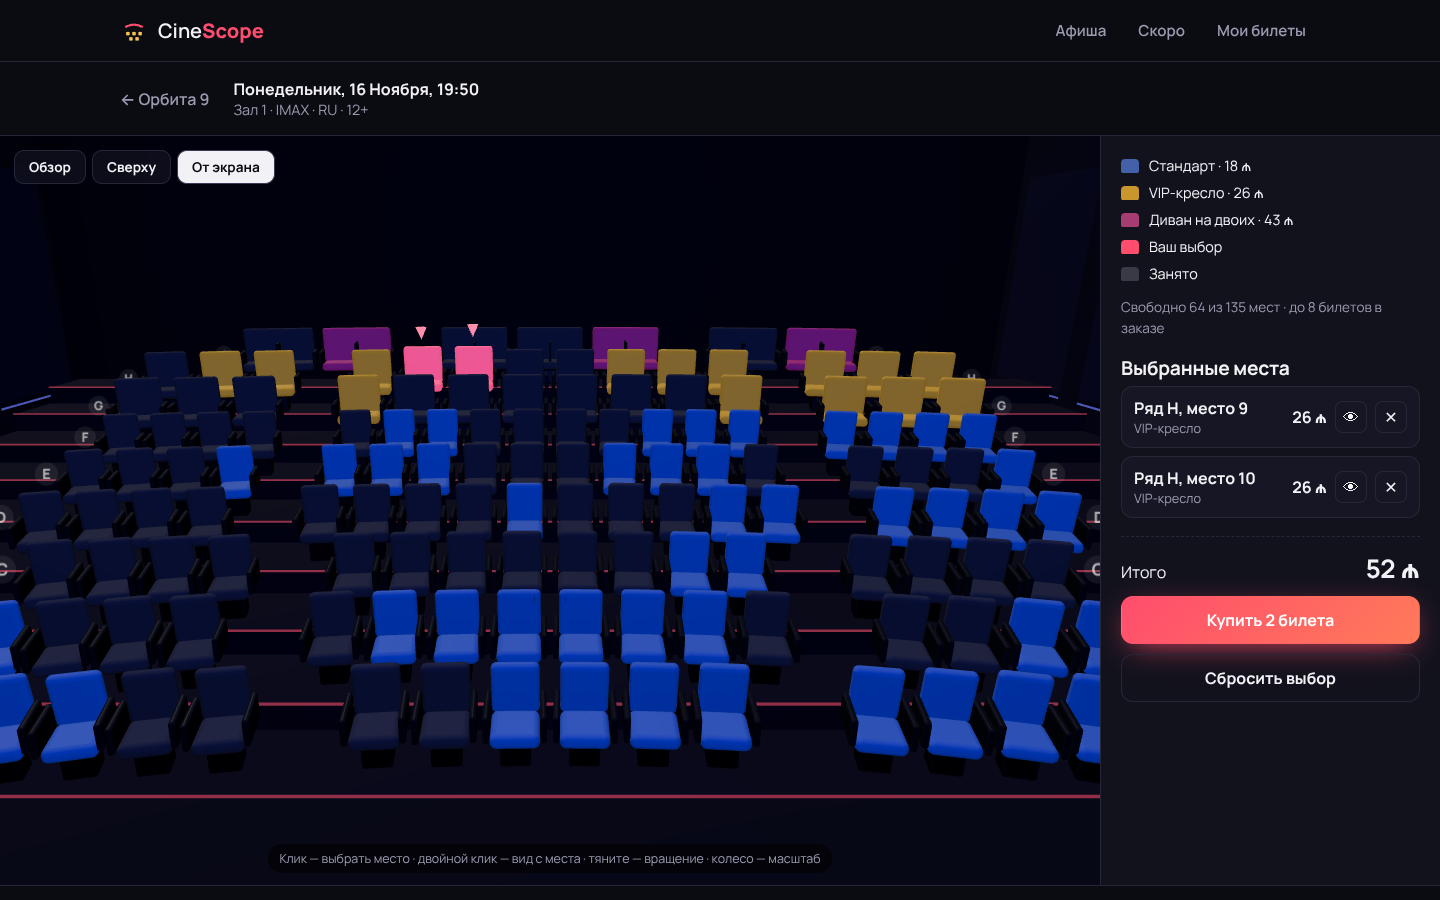 CineScope
Афиша
Скоро
Мои билеты
← Орбита 9
Понедельник, 16 Ноября, 19:50
Зал 1 · IMAX · RU · 12+
Обзор
Сверху
От экрана
Стандарт · 18 ₼
VIP-кресло · 26 ₼
Диван на двоих · 43 ₼
Ваш выбор
Занято
Свободно 64 из 135 мест · до 8 билетов в
заказе
Выбранные места
Ряд H, место 9
VIP-кресло
26 ₼
Ряд H, место 10
VIP-кресло
26 ₼
Итого
52 ₼
Купить 2 билета
Сбросить выбор
H
H
G
G
F
F
E
E
D
D
C
C
Клик — выбрать место · двойной клик — вид с места · тяните — вращение · колесо — масштаб